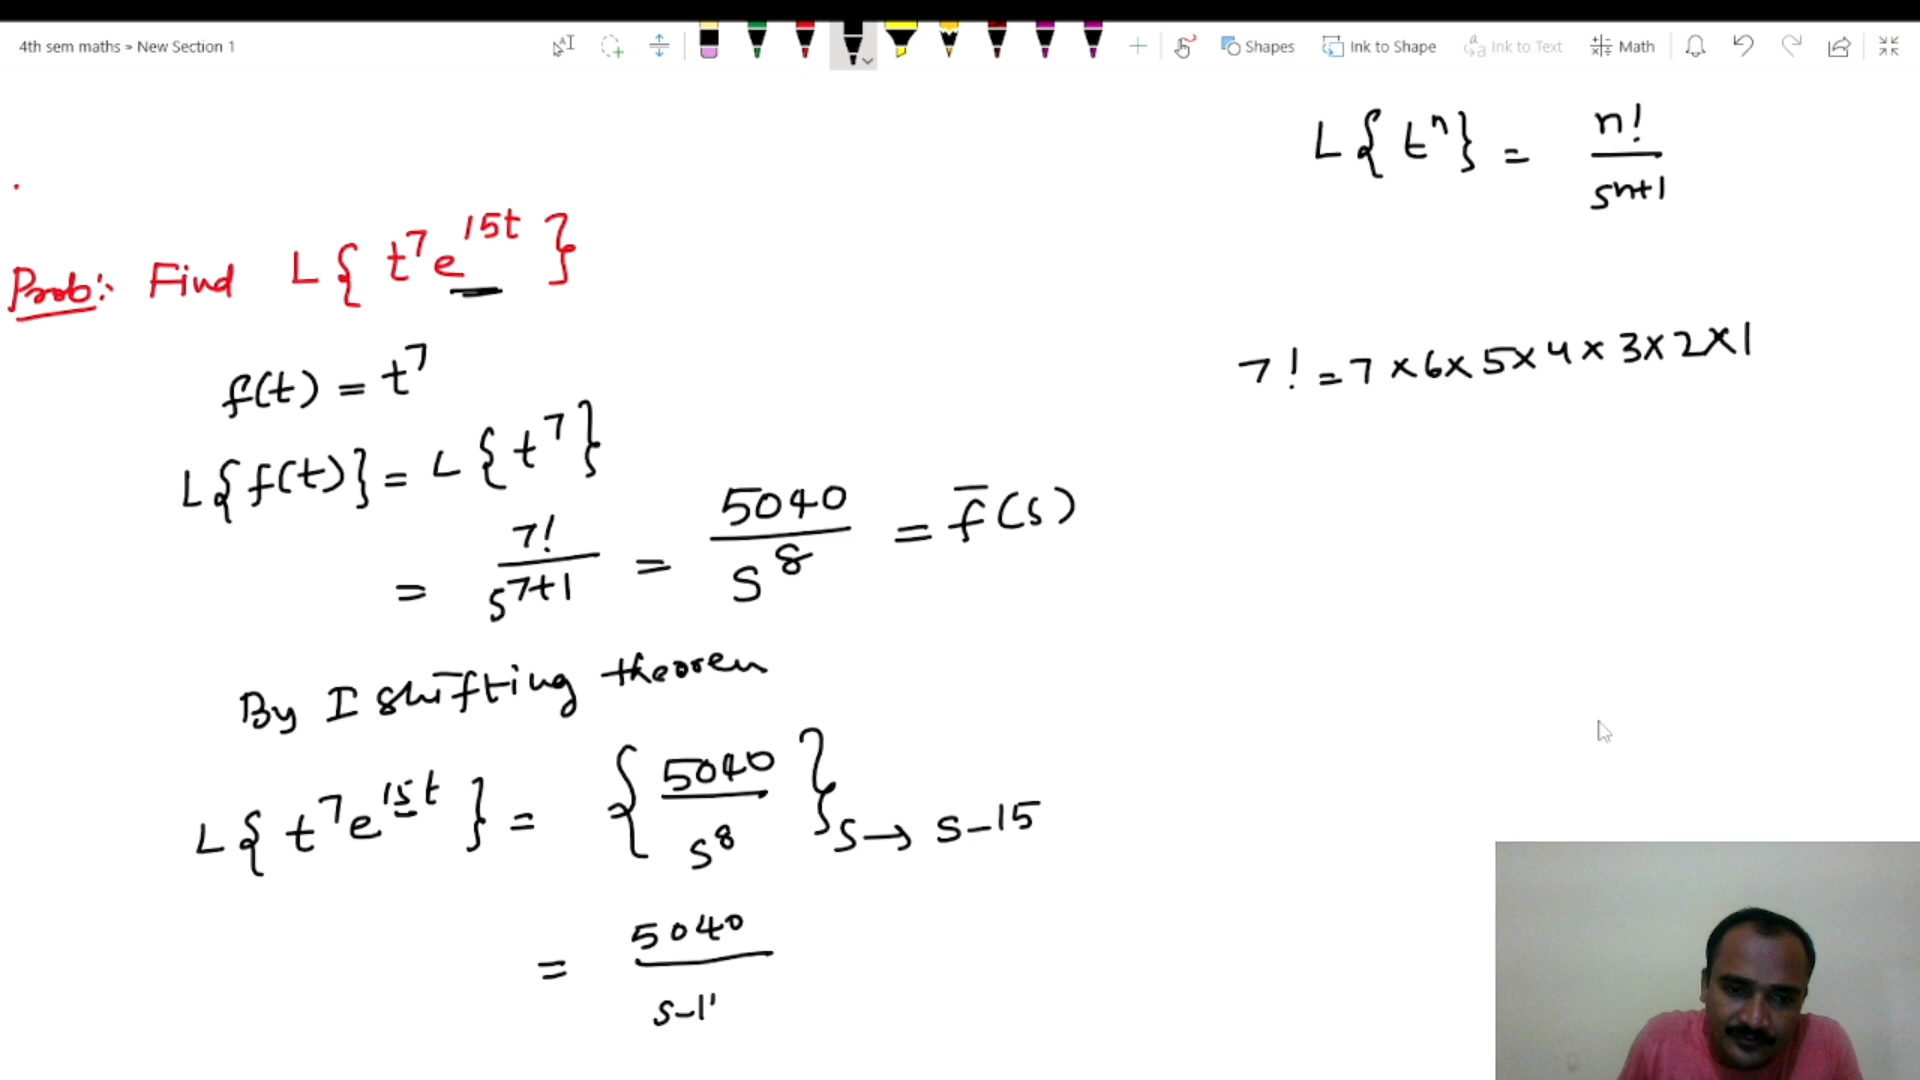 4th sem maths » New Section 1
Shapes
Ink to Shape
Ink to Text
Math
L{tⁿ} = n!/sⁿ⁺¹
Prob:- Find L{t⁷e¹⁵ᵗ}
7! = 7×6×5×4×3×2×1
f(t) = t⁷
L{f(t)} = L{t⁷}
= 7!/s⁷⁺¹ = 5040/s⁸ = f̄(s)
By I shifting theorem
L{t⁷e¹⁵ᵗ} = {5040/s⁸}s→s-15
= 5040/s-1'